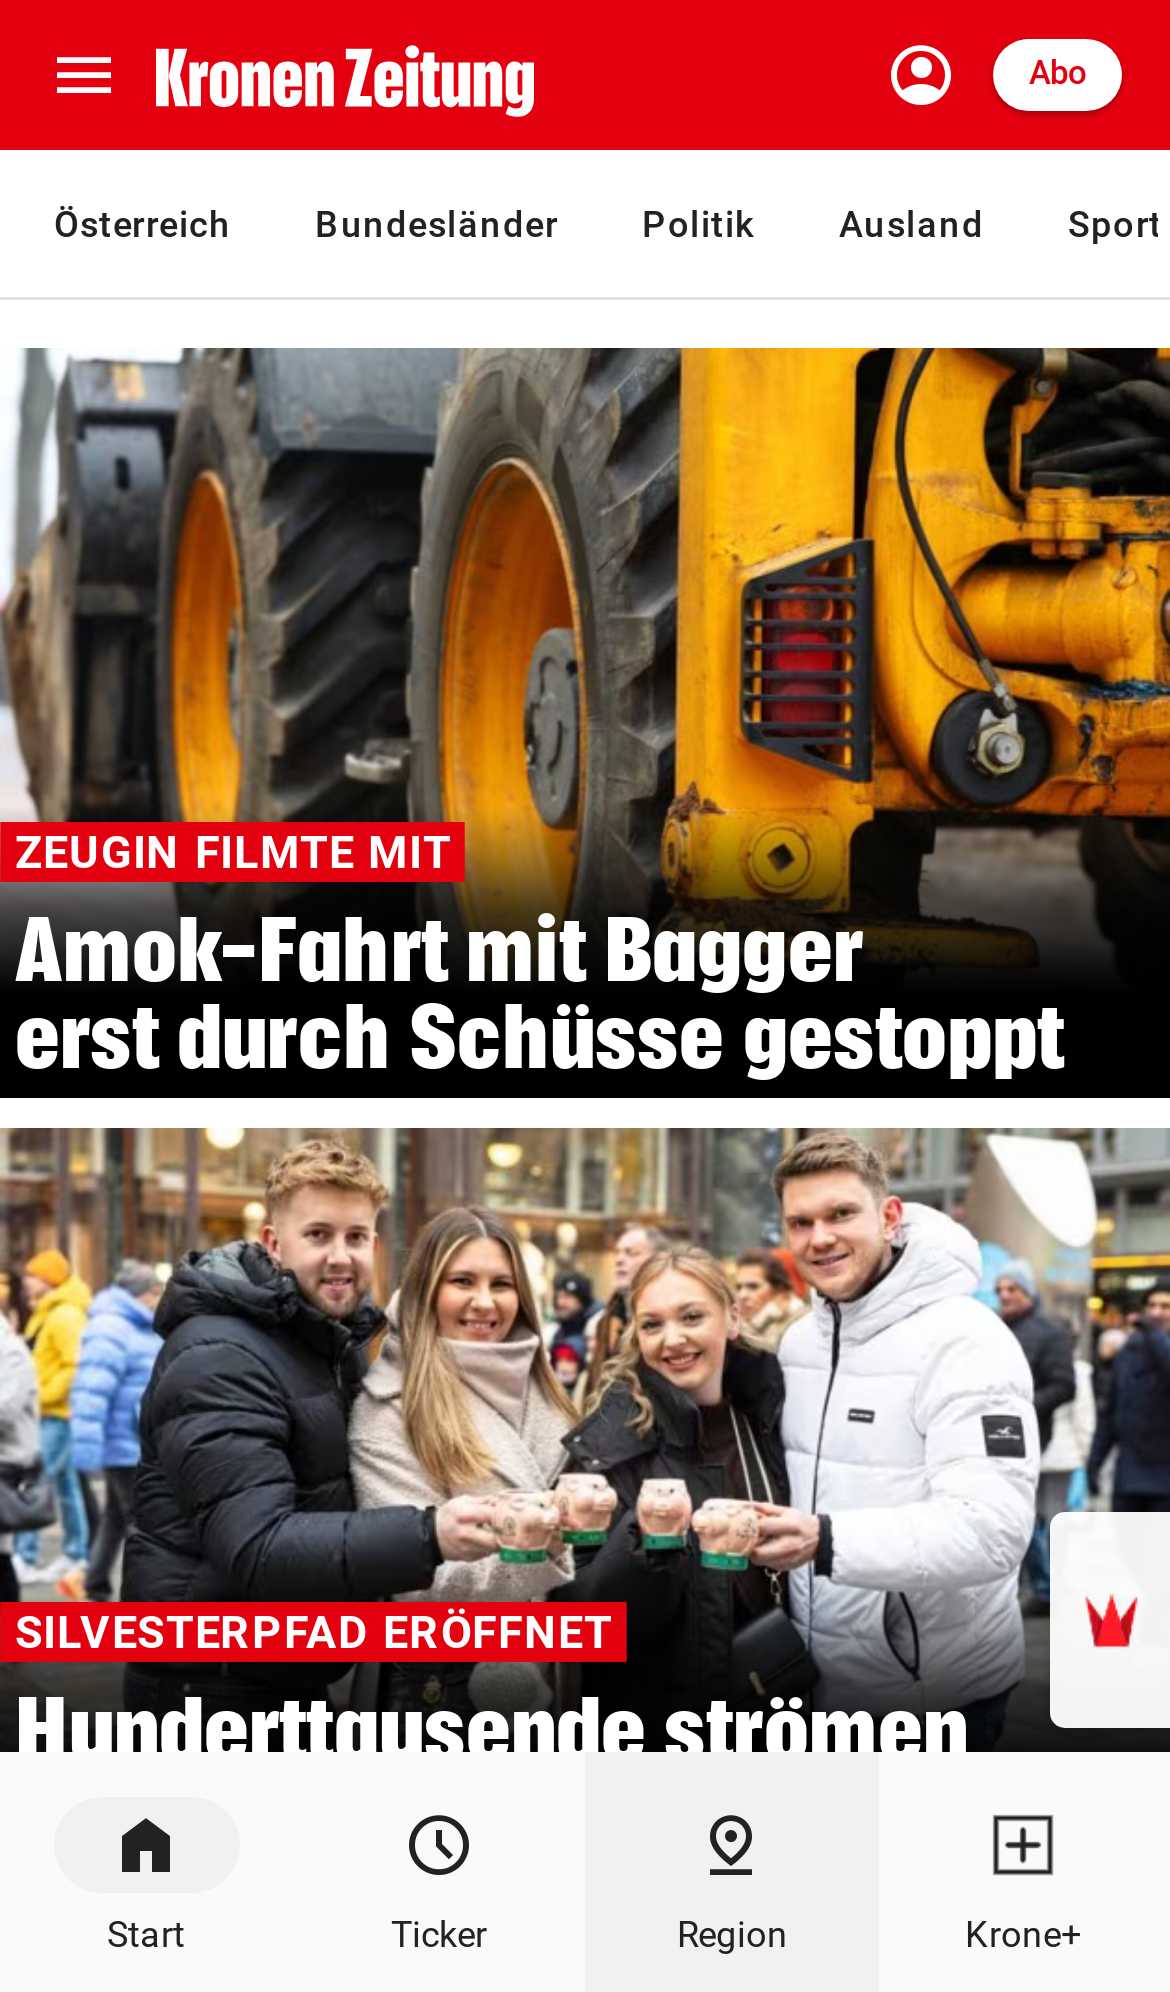 Kronen Zeitung
Abo
Österreich Bundesländer Politik Ausland Sport
ZEUGIN FILMTE MIT
Amok-Fahrt mit Bagger
erst durch Schüsse gestoppt
SILVESTERPFAD ERÖFFNET
Hunderttausende strömen
Start Ticker Region Krone+